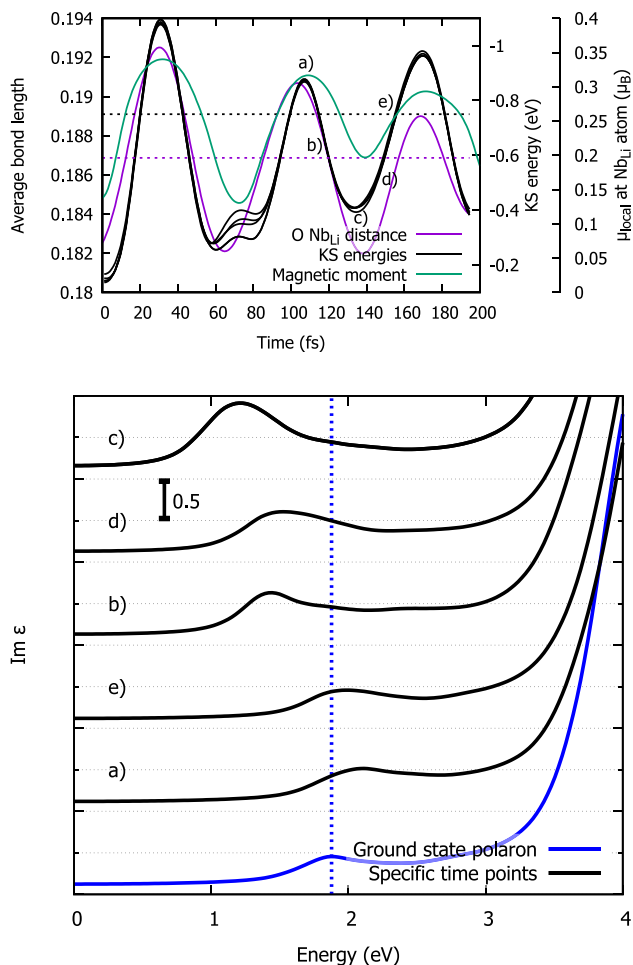 0.194
0.192
0.19
0.188
0.186
0.184
0.182
0.18
Average bond length
0 20 40 60 80 100 120 140 160 180 200
Time (fs)
-1
-0.8
-0.6
-0.4
-0.2
KS energy (eV)
0.4
0.35
0.3
0.25
0.2
0.15
0.1
0.05
0
μlocal at NbLi atom (μB)
a)
b)
c)
d)
e)
O NbLi distance
KS energies
Magnetic moment
c)
0.5
d)
b)
e)
a)
Im ε
Ground state polaron
Specific time points
0 1 2 3 4
Energy (eV)